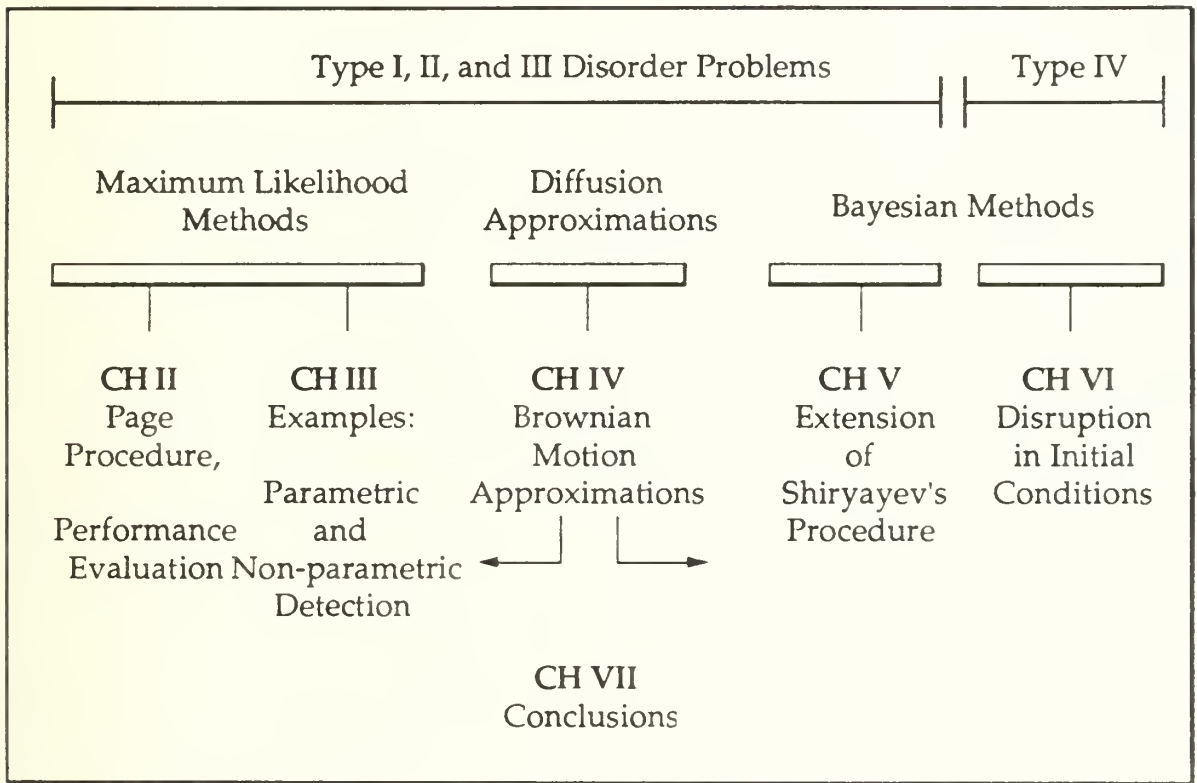 Type I, II, and III Disorder Problems
Type IV
Maximum Likelihood
Methods
Diffusion
Approximations
Bayesian Methods
CH II
Page
Procedure,
Performance
Evaluation
CH III
Examples:
Parametric
and
Non-parametric
Detection
CH IV
Brownian
Motion
Approximations
CH V
Extension
of
Shiryayev's
Procedure
CH VI
Disruption
in Initial
Conditions
CH VII
Conclusions